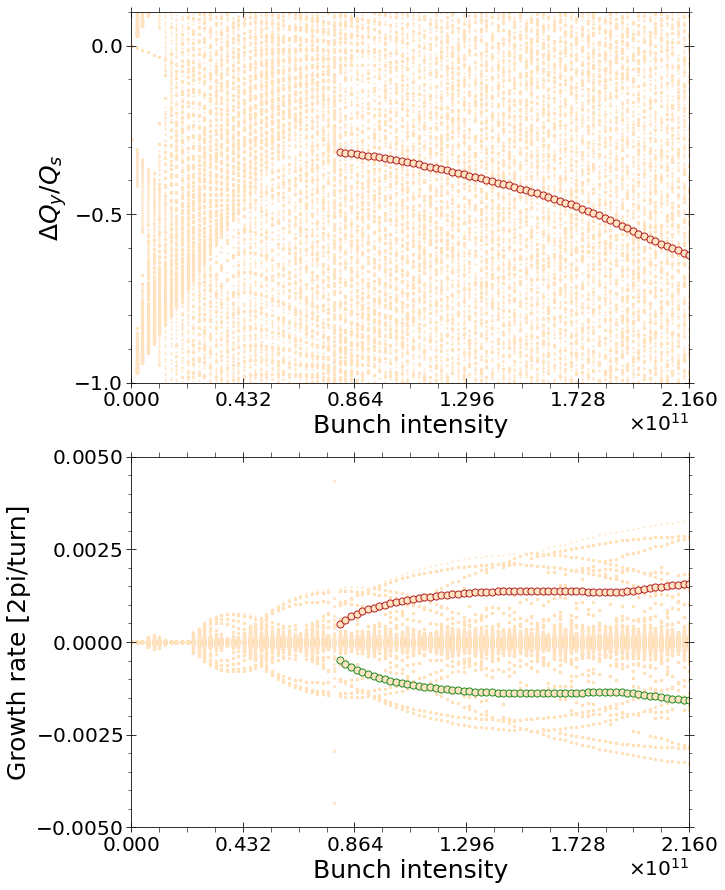 0.0
−0.5
−1.0
ΔQy/Qs
0.000 0.432 0.864 1.296 1.728 2.160
Bunch intensity
×10¹¹
0.0050
0.0025
0.0000
−0.0025
−0.0050
Growth rate [2pi/turn]
0.000 0.432 0.864 1.296 1.728 2.160
Bunch intensity
×10¹¹